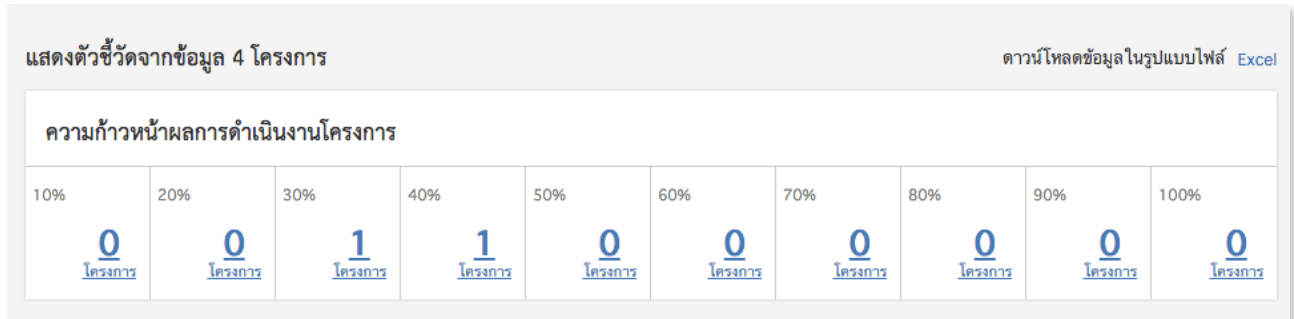 แสดงตัวชี้วัดจากข้อมูล 4 โครงการ ดาวน์โหลดข้อมูลในรูปแบบไฟล์ Excel
ความก้าวหน้าผลการดำเนินงานโครงการ
10% 20% 30% 40% 50% 60% 70% 80% 90% 100%
0 0 1 1 0 0 0 0 0 0
โครงการ โครงการ โครงการ โครงการ โครงการ โครงการ โครงการ โครงการ โครงการ โครงการ